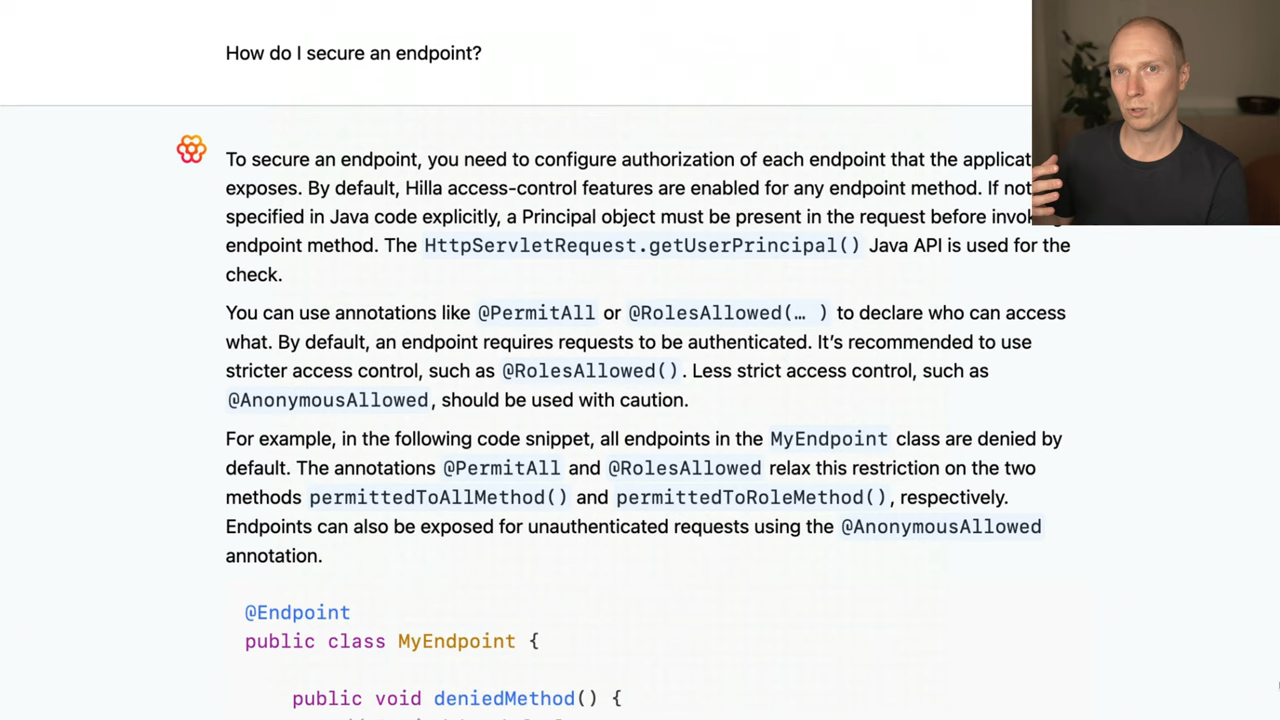 How do I secure an endpoint?
To secure an endpoint, you need to configure authorization of each endpoint that the applicat
exposes. By default, Hilla access-control features are enabled for any endpoint method. If not
specified in Java code explicitly, a Principal object must be present in the request before invok
endpoint method. The HttpServletRequest.getUserPrincipal() Java API is used for the
check.
You can use annotations like @PermitAll or @RolesAllowed(… ) to declare who can access
what. By default, an endpoint requires requests to be authenticated. It’s recommended to use
stricter access control, such as @RolesAllowed(). Less strict access control, such as
@AnonymousAllowed, should be used with caution.
For example, in the following code snippet, all endpoints in the MyEndpoint class are denied by
default. The annotations @PermitAll and @RolesAllowed relax this restriction on the two
methods permittedToAllMethod() and permittedToRoleMethod(), respectively.
Endpoints can also be exposed for unauthenticated requests using the @AnonymousAllowed
annotation.
@Endpoint
public class MyEndpoint {
public void deniedMethod() {